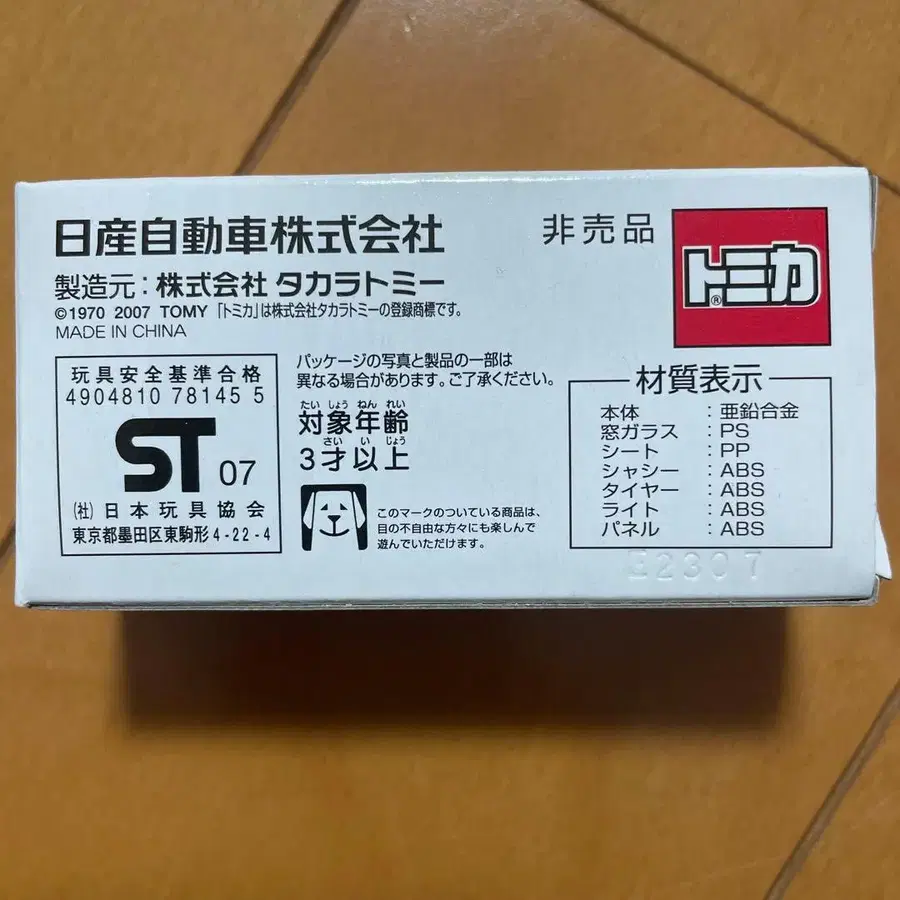 日産自動車株式会社
非売品
トミカ®
製造元：株式会社 タカラトミー
©1970 2007 TOMY 「トミカ」は株式会社タカラトミーの登録商標です。
MADE IN CHINA
玩具安全基準合格
4904810 78145 5
ST 07
(社)日本玩具協会
東京都墨田区東駒形4-22-4
パッケージの写真と製品の一部は
異なる場合があります。ご了承ください。
たい しょう ねん れい
対象年齢
さい い じょう
3才以上
このマークのついている商品は、
目の不自由な方々にも楽しんで
遊んでいただけます。
材質表示
本体 : 亜鉛合金
窓ガラス : PS
シート : PP
シャシー : ABS
タイヤー : ABS
ライト : ABS
パネル : ABS
E2307